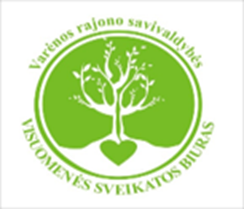 Varėnos rajono savivaldybės
VISUOMENĖS SVEIKATOS BIURAS